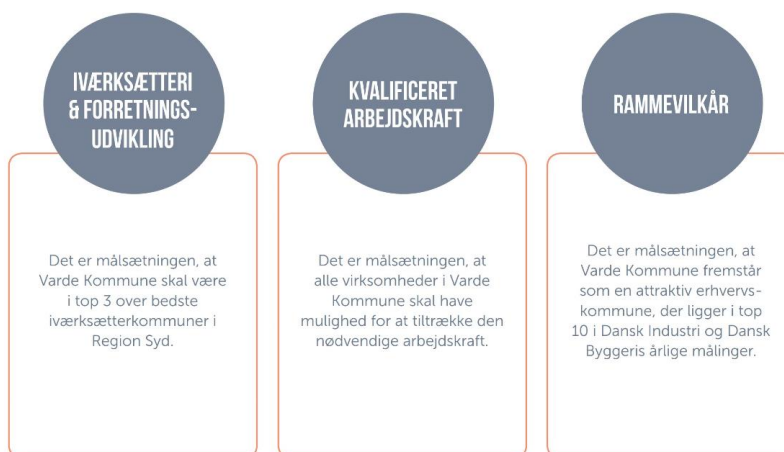 IVÆRKSÆTTERI
& FORRETNINGS-
UDVIKLING
Det er målsætningen, at
Varde Kommune skal være
i top 3 over bedste
iværksætterkommuner i
Region Syd.
KVALIFICERET
ARBEJDSKRAFT
Det er målsætningen, at
alle virksomheder i Varde
Kommune skal have
mulighed for at tiltrække den
nødvendige arbejdskraft.
RAMMEVILKÅR
Det er målsætningen, at
Varde Kommune fremstår
som en attraktiv erhvervs-
kommune, der ligger i top
10 i Dansk Industri og Dansk
Byggeris årlige målinger.